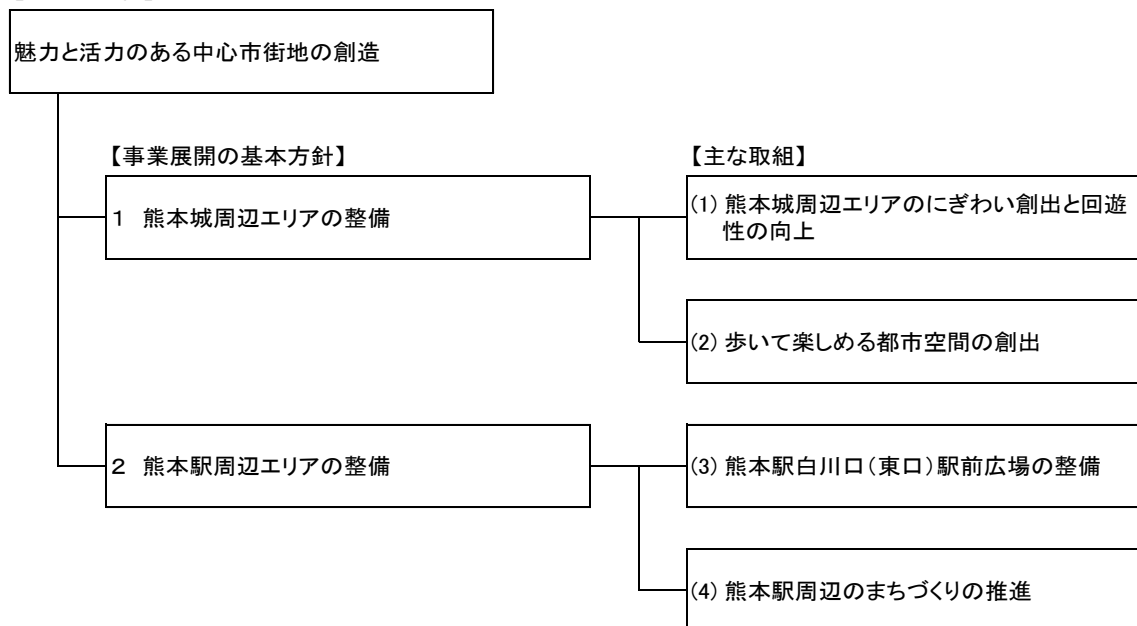 魅力と活力のある中心市街地の創造
【事業展開の基本方針】
【主な取組】
1 熊本城周辺エリアの整備
(1) 熊本城周辺エリアのにぎわい創出と回遊
性の向上
(2) 歩いて楽しめる都市空間の創出
2 熊本駅周辺エリアの整備
(3) 熊本駅白川口(東口)駅前広場の整備
(4) 熊本駅周辺のまちづくりの推進